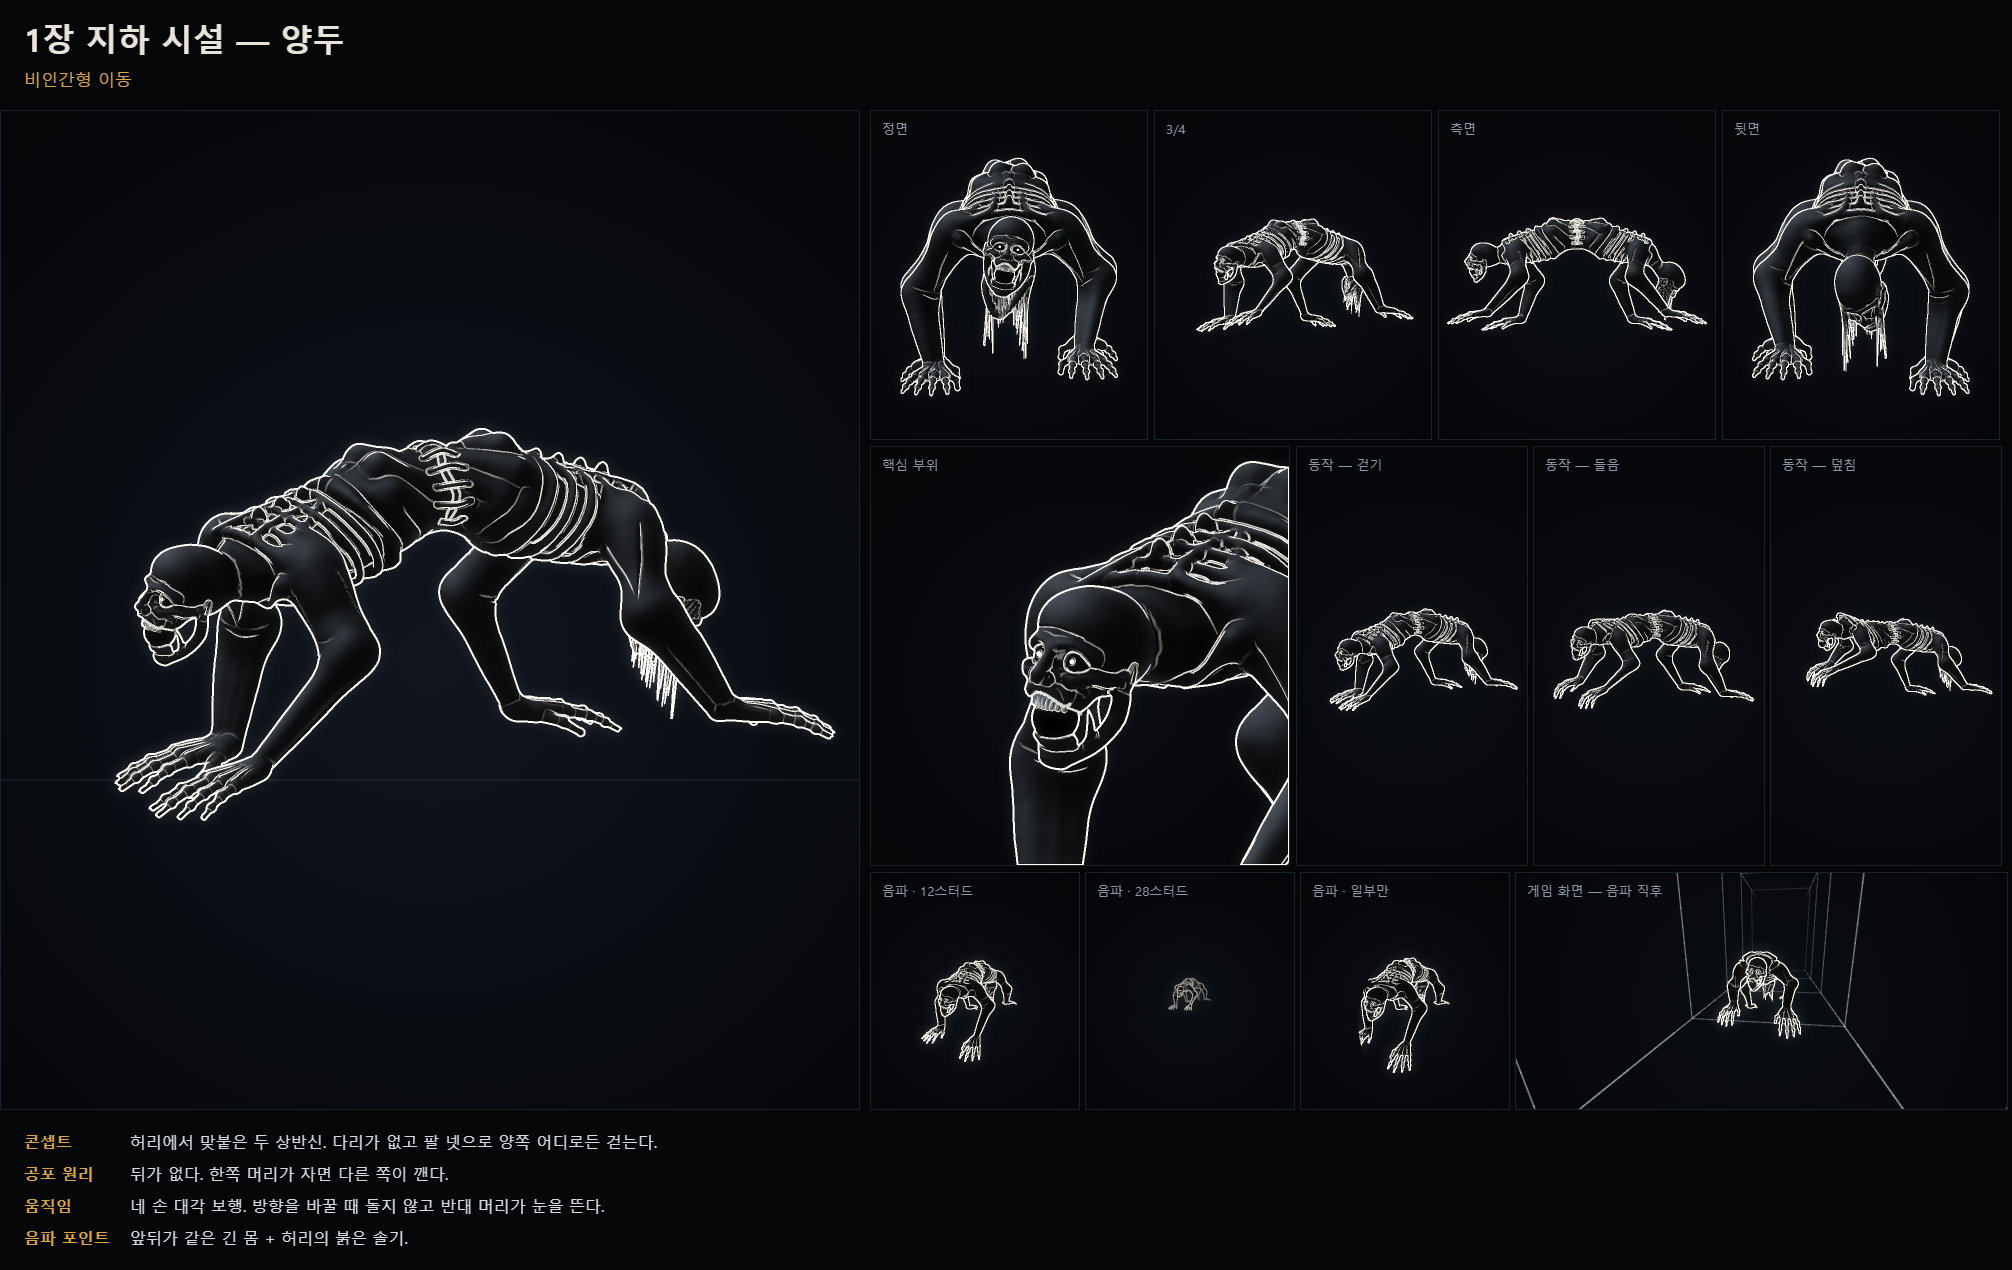 1장 지하 시설 — 양두
비인간형 이동
정면
3/4
측면
뒷면
핵심 부위
동작 — 걷기
동작 — 들음
동작 — 덮침
음파 · 12스터드
음파 · 28스터드
음파 · 일부만
게임 화면 — 음파 직후
콘셉트 허리에서 맞붙은 두 상반신. 다리가 없고 팔 넷으로 양쪽 어디로든 걷는다.
공포 원리 뒤가 없다. 한쪽 머리가 자면 다른 쪽이 깬다.
움직임 네 손 대각 보행. 방향을 바꿀 때 돌지 않고 반대 머리가 눈을 뜬다.
음파 포인트 앞뒤가 같은 긴 몸 + 허리의 붉은 솔기.